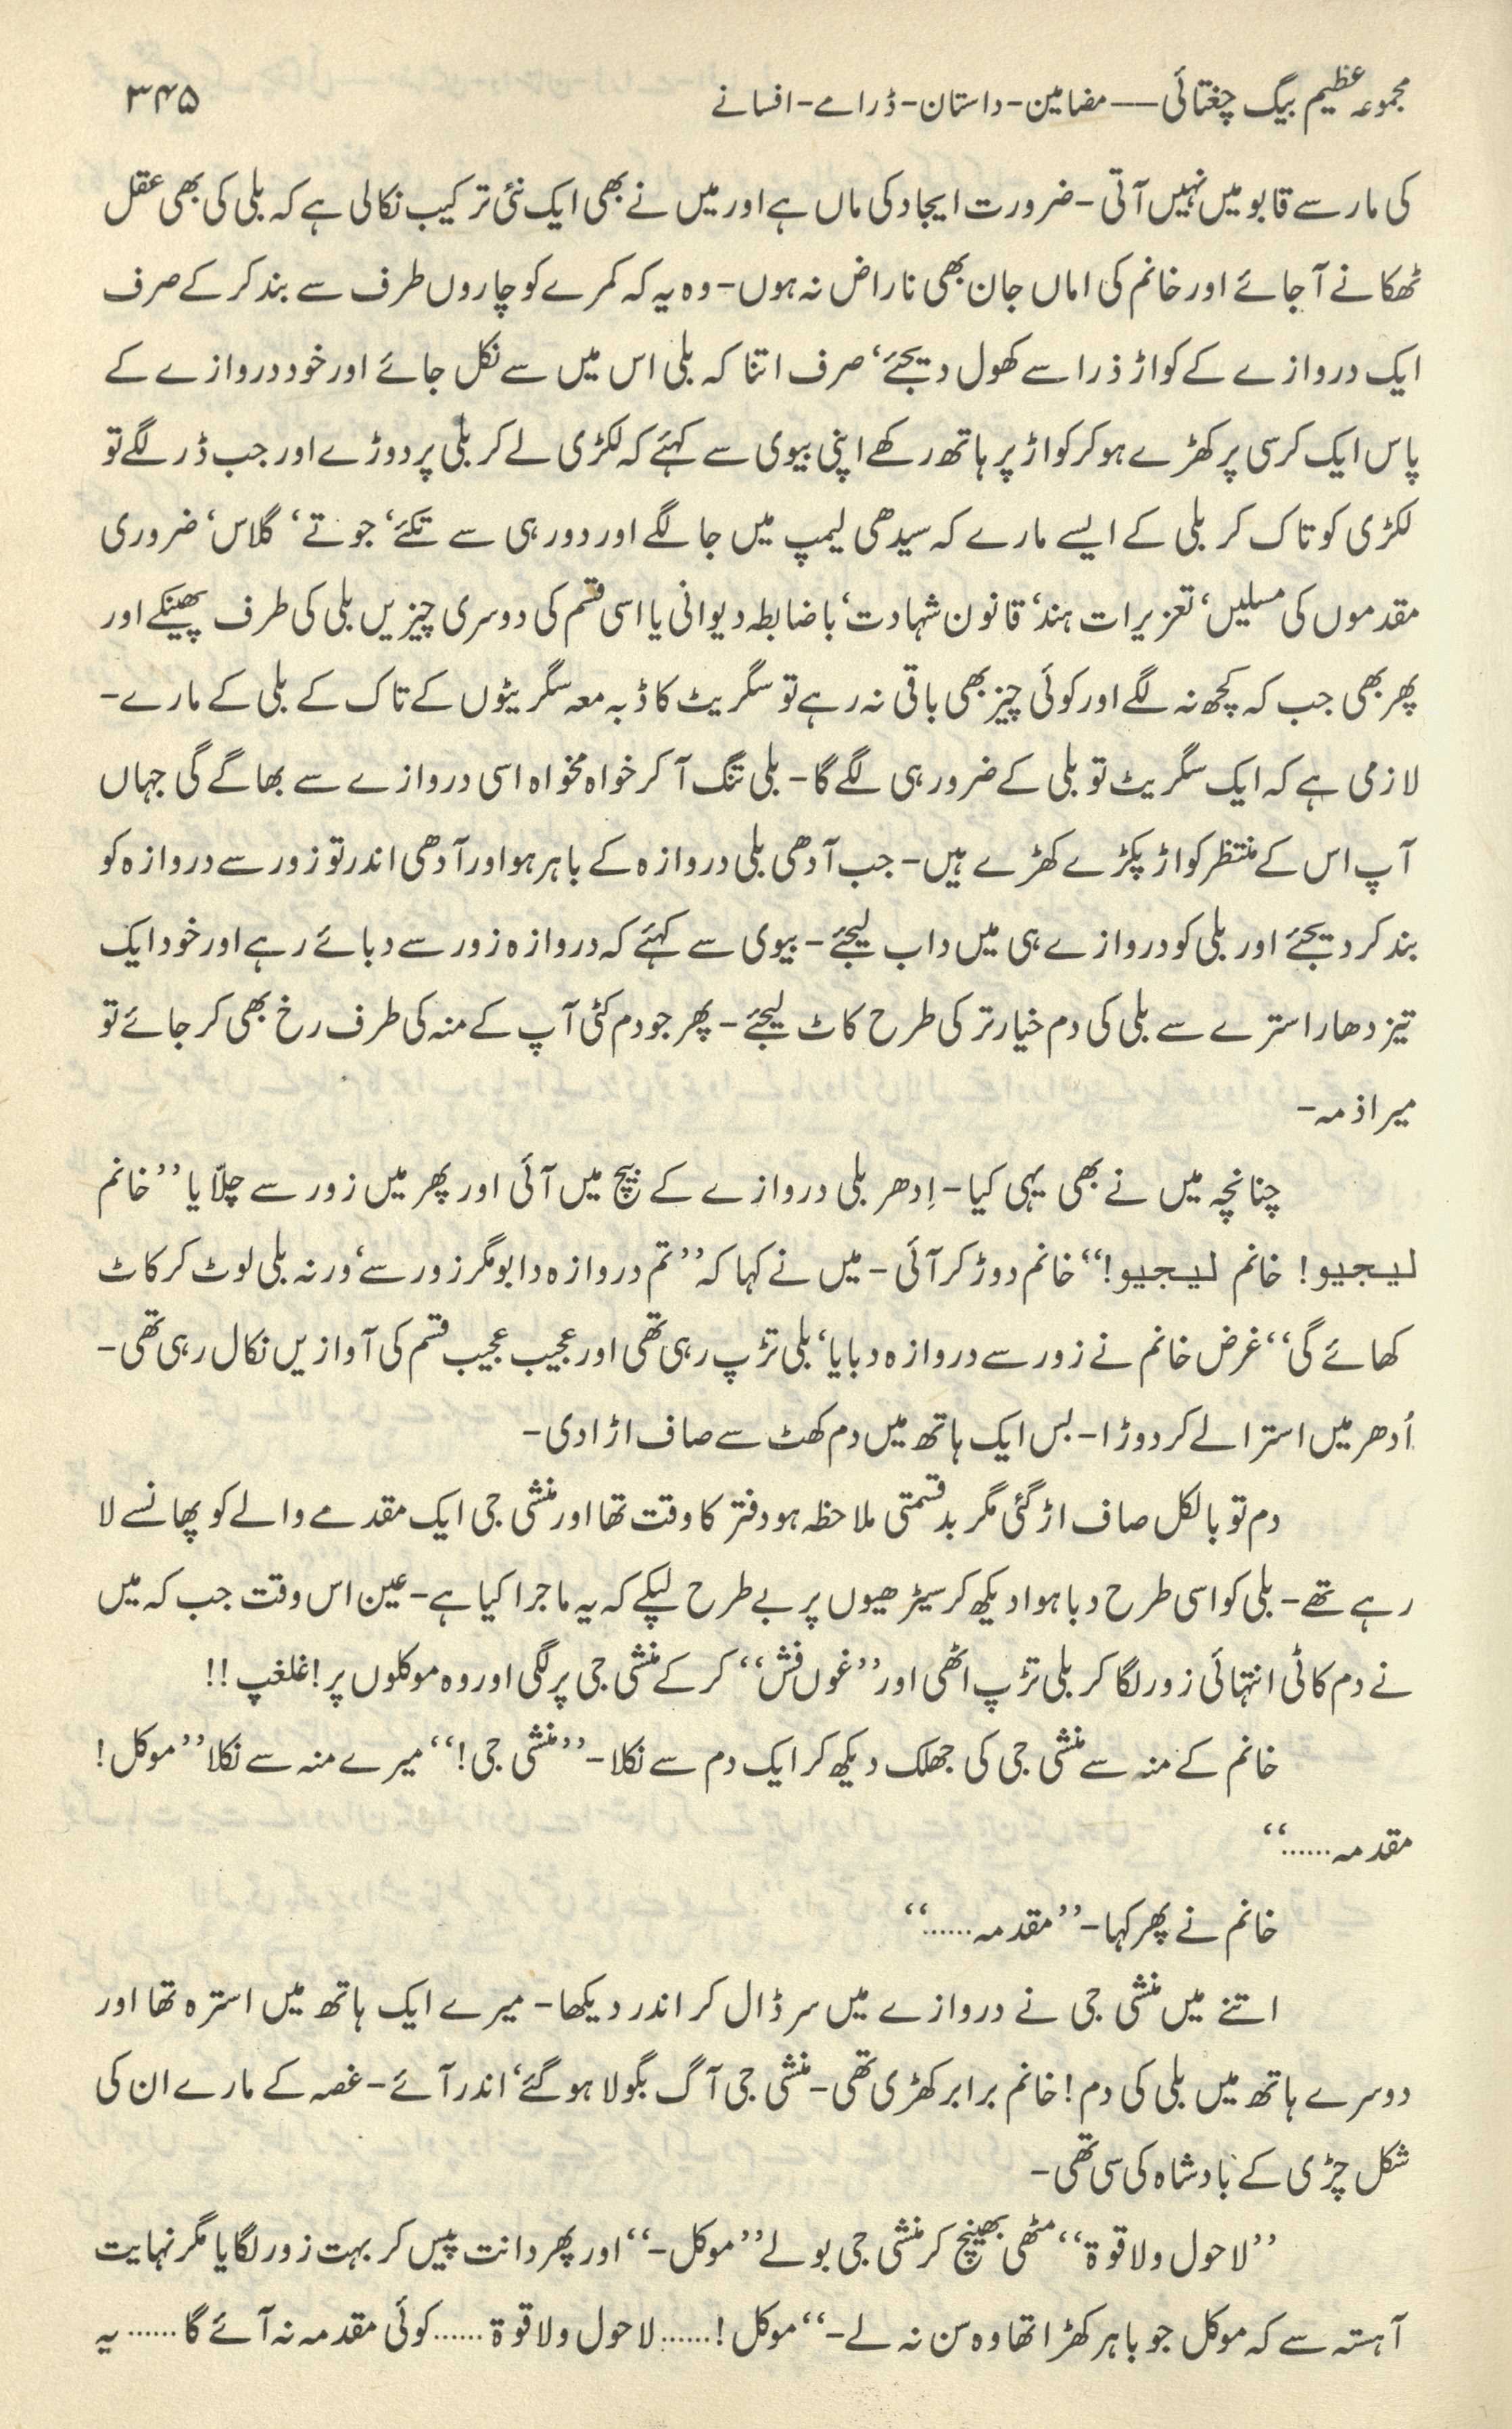 مجموعہ عظیم بیگ چغتائی — مضامین-داستان-ڈرامے-افسانے ۳۴۵
کی مار سے قابو میں نہیں آتی- ضرورت ایجاد کی ماں ہے اور میں نے بھی ایک نئی ترکیب نکالی ہے کہ بلی کی بھی عقل
ٹھکانے آ جائے اور خانم کی اماں جان بھی ناراض نہ ہوں- وہ یہ کہ کمرے کو چاروں طرف سے بند کر کے صرف
ایک دروازے کے کواڑ ذرا سے کھول دیجئے‘ صرف اتنا کہ بلی اس میں سے نکل جائے اور خود دروازے کے
پاس ایک کرسی پر کھڑے ہو کر کواڑ پر ہاتھ رکھے اپنی بیوی سے کہئے کہ لکڑی لے کر بلی پر دوڑے اور جب ڈر لگے تو
لکڑی کو تاک کر بلی کے ایسے مارے کہ سیدھی لیمپ میں جا لگے اور دور ہی سے تکئے‘ جوتے‘ گلاس‘ ضروری
مقدموں کی مسلیں‘ تعزیرات ہند‘ قانون شہادت‘ باضابطہ دیوانی یا اسی قسم کی دوسری چیزیں بلی کی طرف پھینکے اور
پھر بھی جب کہ کچھ نہ لگے اور کوئی چیز بھی باقی نہ رہے تو سگریٹ کا ڈبہ معہ سگریٹوں کے تاک کے بلی کے مارے-
لازمی ہے کہ ایک سگریٹ تو بلی کے ضرور ہی لگے گا- بلی تنگ آ کر خواہ مخواہ اسی دروازے سے بھاگے گی جہاں
آپ اس کے منتظر کواڑ پکڑے کھڑے ہیں- جب آدھی بلی دروازہ کے باہر ہو اور آدھی اندر تو زور سے دروازہ کو
بند کر دیجئے اور بلی کو دروازے ہی میں داب لیجئے- بیوی سے کہئے کہ دروازہ زور سے دبائے رہے اور خود ایک
تیز دھار استرے سے بلی کی دم خیارتر کی طرح کاٹ لیجئے- پھر جو دم کٹی آپ کے منہ کی طرف رخ بھی کر جائے تو
میرا ذمہ-
چنانچہ میں نے بھی یہی کیا- اِدھر بلی دروازے کے بیچ میں آئی اور پھر میں زور سے چلّایا ’’خانم
لیجیو! خانم لیجیو!‘‘ خانم دوڑ کر آئی- میں نے کہا کہ ’’تم دروازہ دابو مگر زور سے‘ ورنہ بلی لوٹ کر کاٹ
کھائے گی‘‘ غرض خانم نے زور سے دروازہ دبایا‘ بلی تڑپ رہی تھی اور عجیب عجیب قسم کی آوازیں نکال رہی تھی-
اُدھر میں استرا لے کر دوڑا- بس ایک ہاتھ میں دم کھٹ سے صاف اڑا دی-
دم تو بالکل صاف اڑ گئی مگر بدقسمتی ملاحظہ ہو دفتر کا وقت تھا اور منشی جی ایک مقدمے والے کو پھانسے لا
رہے تھے- بلی کو اسی طرح دبا ہوا دیکھ کر سیڑھیوں پر بے طرح لپکے کہ یہ ماجرا کیا ہے- عین اس وقت جب کہ میں
نے دم کاٹی انتہائی زور لگا کر بلی تڑپ اٹھی اور ’’غوں فش‘‘ کر کے منشی جی پر لگی اور وہ موکلوں پر! غلغپ!!
خانم کے منہ سے منشی جی کی جھلک دیکھ کر ایک دم سے نکلا- ’’منشی جی!‘‘ میرے منہ سے نکلا ’’موکل!
مقدمہ......‘‘
خانم نے پھر کہا- ’’مقدمہ......‘‘
اتنے میں منشی جی نے دروازے میں سر ڈال کر اندر دیکھا- میرے ایک ہاتھ میں استرہ تھا اور
دوسرے ہاتھ میں بلی کی دم! خانم برابر کھڑی تھی- منشی جی آگ بگولا ہو گئے‘ اندر آئے- غصہ کے مارے ان کی
شکل چڑی کے بادشاہ کی سی تھی-
’’لاحول ولا قوۃ‘‘ مٹھی بھینچ کر منشی جی بولے ’’موکل-‘‘ اور پھر دانت پیس کر بہت زور لگایا مگر نہایت
آہستہ سے کہ موکل جو باہر کھڑا تھا وہ سن نہ لے- ‘‘موکل!...... لاحول ولا قوۃ...... کوئی مقدمہ نہ آئے گا...... یہ